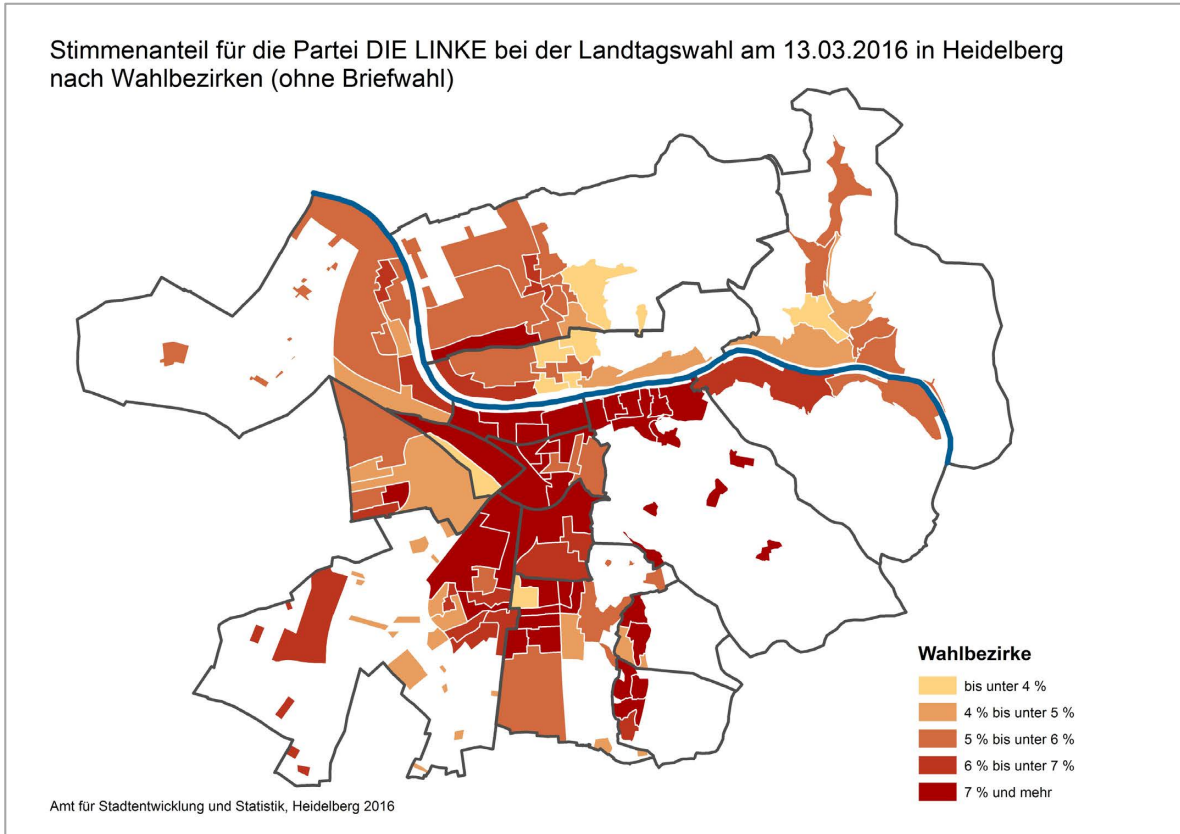 Stimmenanteil für die Partei DIE LINKE bei der Landtagswahl am 13.03.2016 in Heidelberg
nach Wahlbezirken (ohne Briefwahl)
Wahlbezirke
bis unter 4 %
4 % bis unter 5 %
5 % bis unter 6 %
6 % bis unter 7 %
7 % und mehr
Amt für Stadtentwicklung und Statistik, Heidelberg 2016